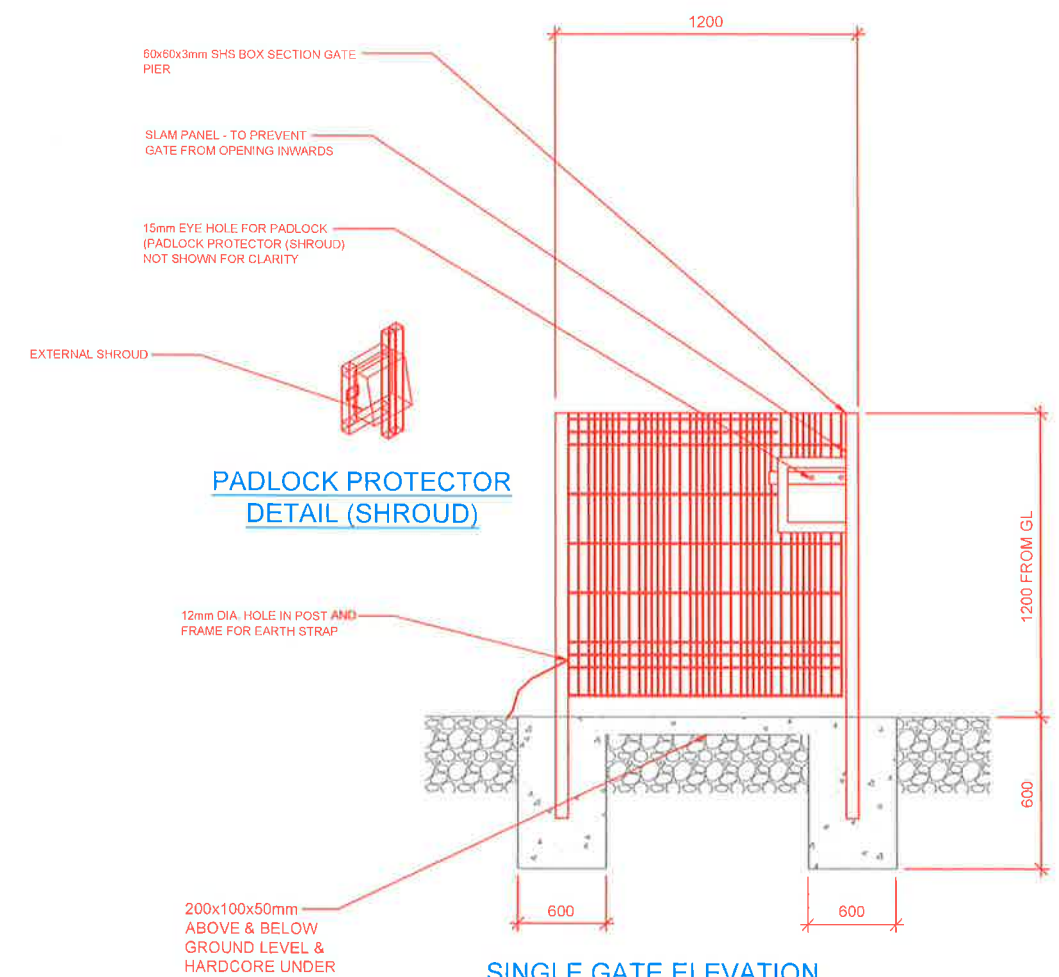 1200
60x60x3mm SHS BOX SECTION GATE
PIER
SLAM PANEL - TO PREVENT
GATE FROM OPENING INWARDS
15mm EYE HOLE FOR PADLOCK
(PADLOCK PROTECTOR (SHROUD)
NOT SHOWN FOR CLARITY
EXTERNAL SHROUD
PADLOCK PROTECTOR
DETAIL (SHROUD)
1200 FROM GL
12mm DIA. HOLE IN POST AND
FRAME FOR EARTH STRAP
600
200x100x50mm
ABOVE & BELOW
GROUND LEVEL &
HARDCORE UNDER
600
600
SINGLE GATE ELEVATION